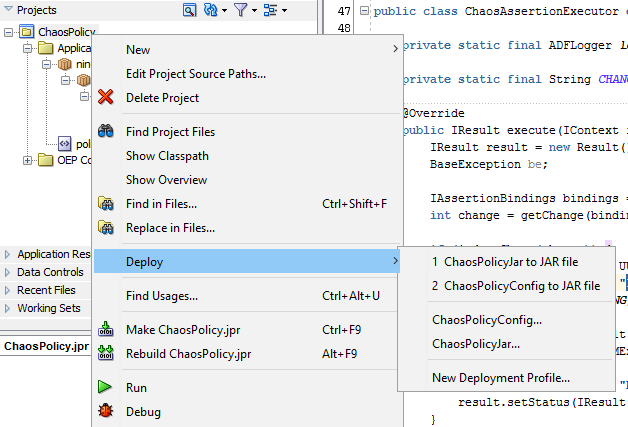 Projects
ChaosPolicy
Applica
nin
pol
OEP Co
Application Res
Data Controls
Recent Files
Working Sets
ChaosPolicy.jpr
New
Edit Project Source Paths...
Delete Project
Find Project Files
Show Classpath
Show Overview
Find in Files... Ctrl+Shift+F
Replace in Files...
Deploy
Find Usages... Ctrl+Alt+U
Make ChaosPolicy.jpr Ctrl+F9
Rebuild ChaosPolicy.jpr Alt+F9
Run
Debug
1 ChaosPolicyJar to JAR file
2 ChaosPolicyConfig to JAR file
ChaosPolicyConfig...
ChaosPolicyJar...
New Deployment Profile...
47 public class ChaosAssertionExecutor
48
private static final ADFLogger
private static final String CHANG
@Override
public IResult execute(IContext
IResult result = new Result(
BaseException be;
IAssertionBindings bindings =
int change = getChange(bindin
result.setStatus(IResult
}